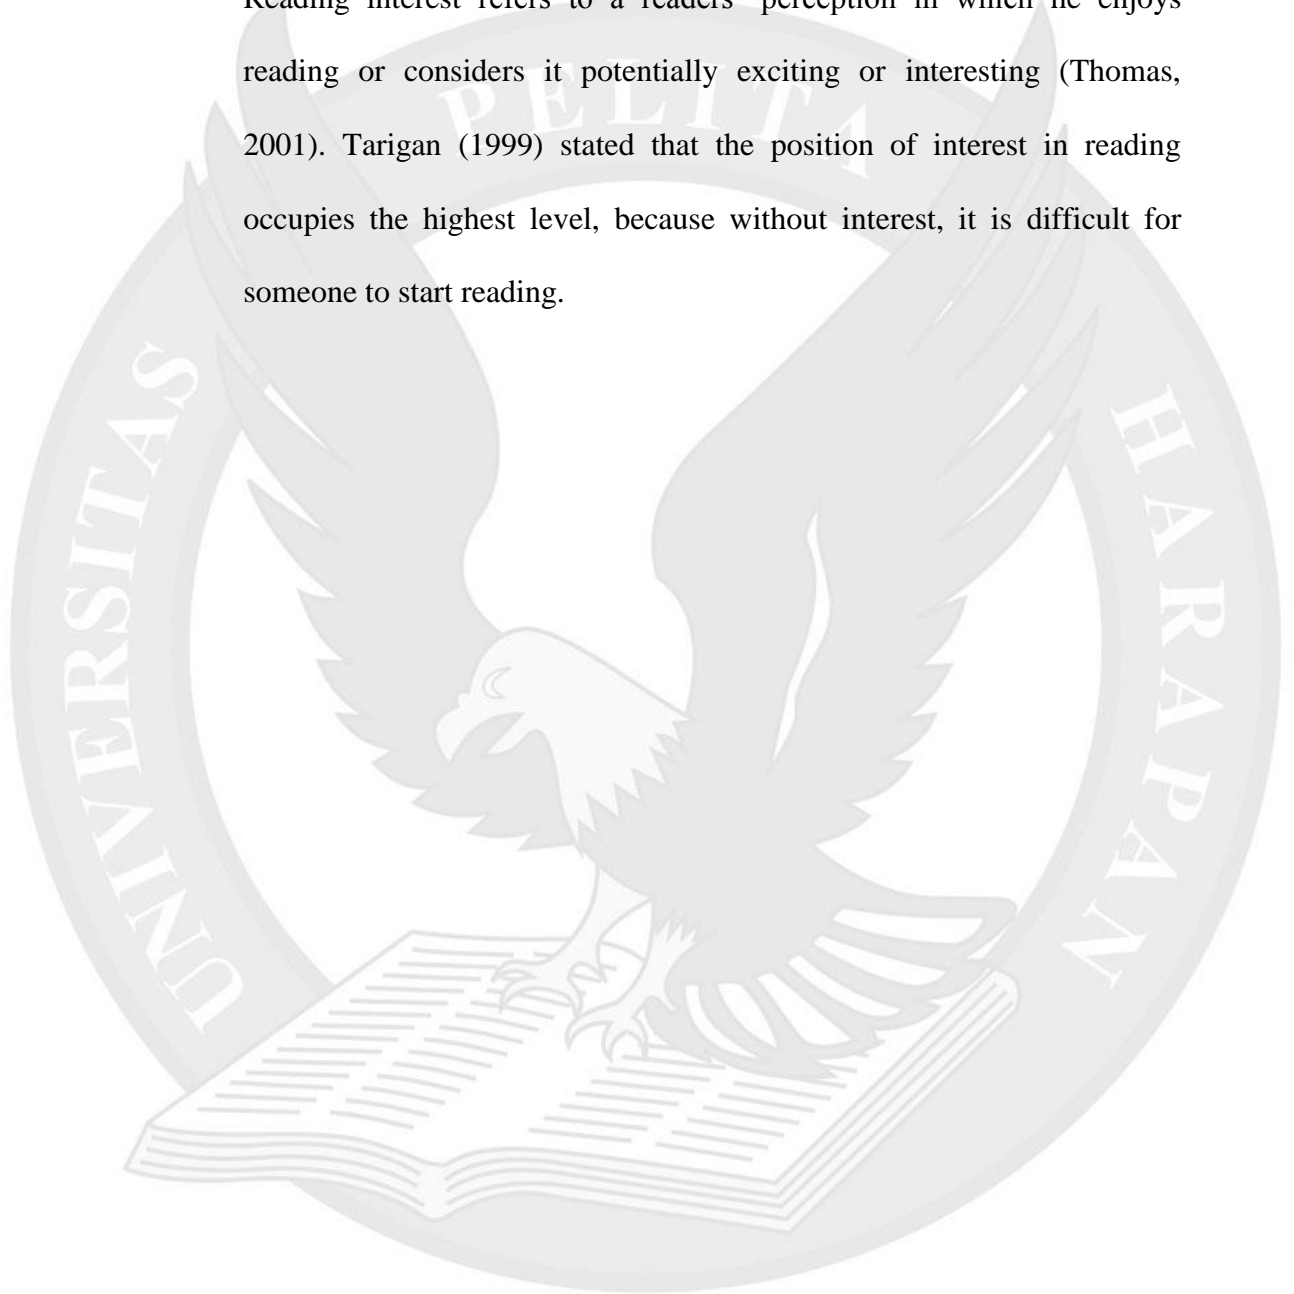 Reading interest refers to a readers' perception in which he enjoys
reading or considers it potentially exciting or interesting (Thomas,
2001). Tarigan (1999) stated that the position of interest in reading
occupies the highest level, because without interest, it is difficult for
someone to start reading.
UNIVERSITAS PELITA HARAPAN